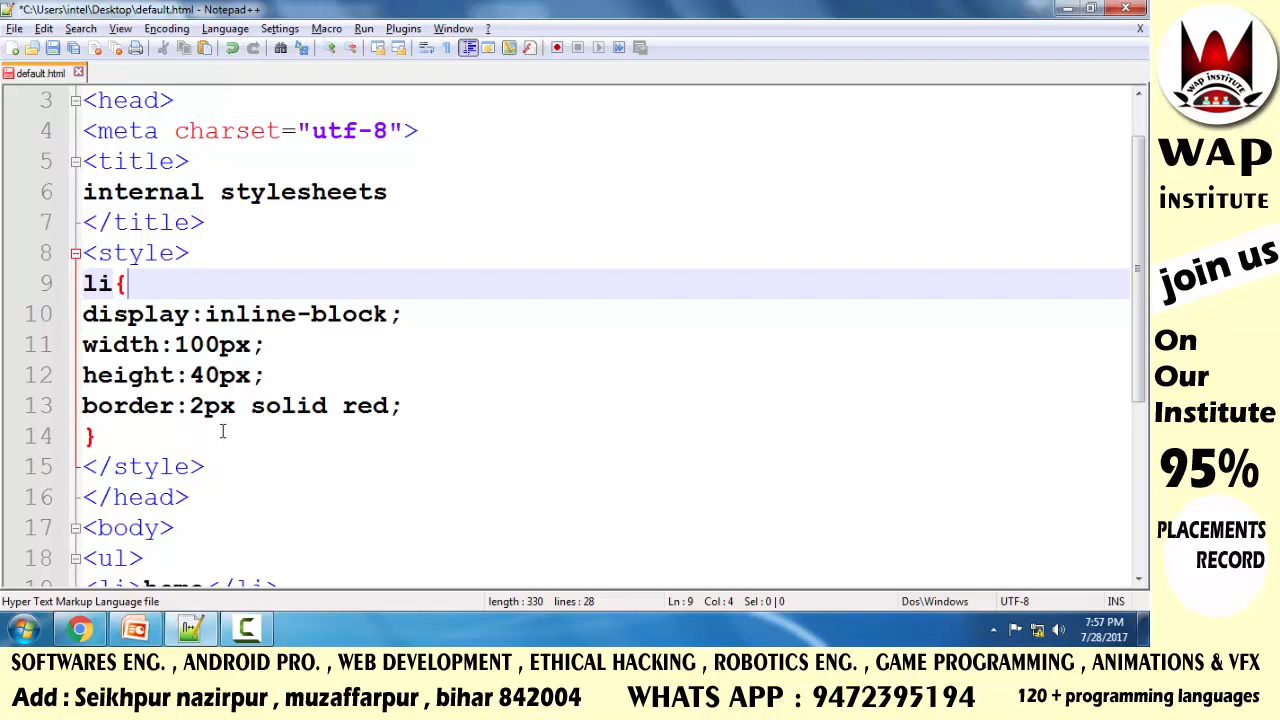 *C:\Users\intel\Desktop\default.html - Notepad++
File Edit Search View Encoding Language Settings Macro Run Plugins Window ? X
default.html
3 <head>
4 <meta charset="utf-8">
5 <title>
6 internal stylesheets
7 </title>
8 <style>
9 li{
10 display:inline-block;
11 width:100px;
12 height:40px;
13 border:2px solid red;
14 }
15 </style>
16 </head>
17 <body>
18 <ul>
19 <li>home</li>
Hyper Text Markup Language file length : 330 lines : 28 Ln : 9 Col : 4 Sel : 0 | 0 Dos\Windows UTF-8 INS
7:57 PM
7/28/2017
WAP INSTITUTE
WAP
INSTITUTE
join us
On
Our
Institute
95%
PLACEMENTS
RECORD
SOFTWARES ENG. , ANDROID PRO. , WEB DEVELOPMENT , ETHICAL HACKING , ROBOTICS ENG. , GAME PROGRAMMING , ANIMATIONS & VFX
Add : Seikhpur nazirpur , muzaffarpur , bihar 842004 WHATS APP : 9472395194 120 + programming languages